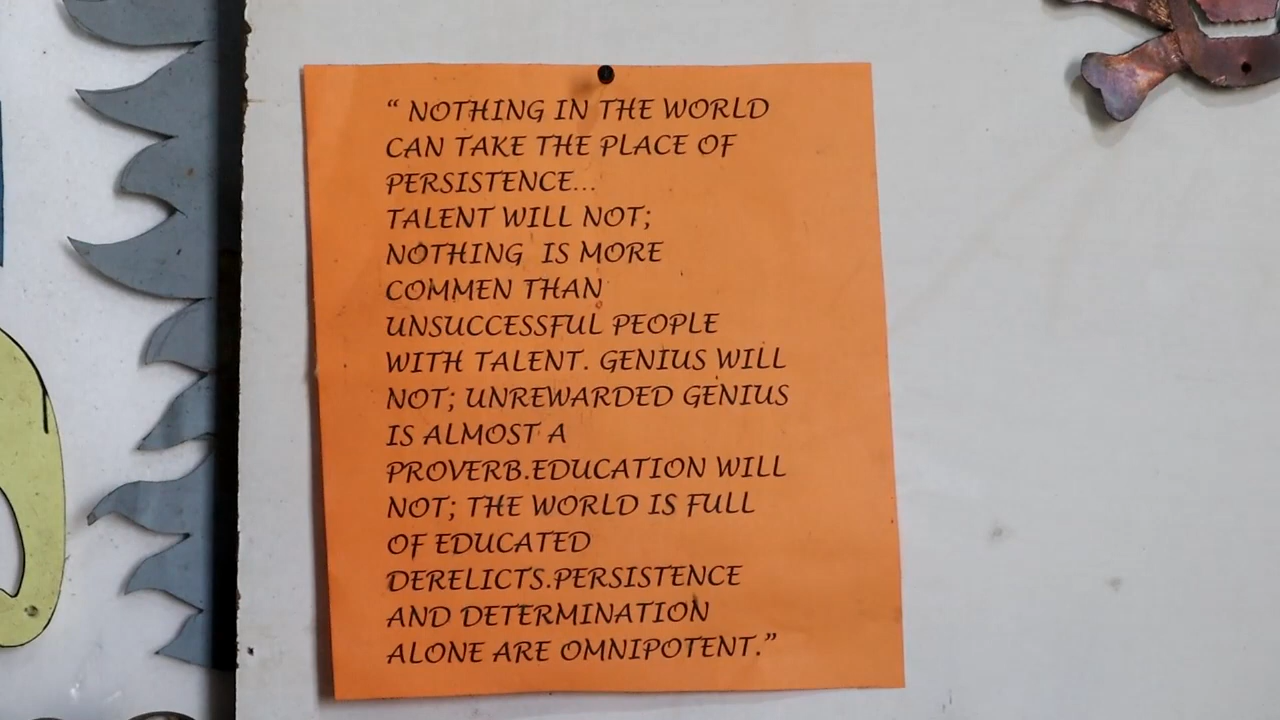 “ NOTHING IN THE WORLD
CAN TAKE THE PLACE OF
PERSISTENCE...
TALENT WILL NOT;
NOTHING IS MORE
COMMEN THAN
UNSUCCESSFUL PEOPLE
WITH TALENT. GENIUS WILL
NOT; UNREWARDED GENIUS
IS ALMOST A
PROVERB.EDUCATION WILL
NOT; THE WORLD IS FULL
OF EDUCATED
DERELICTS.PERSISTENCE
AND DETERMINATION
ALONE ARE OMNIPOTENT.”